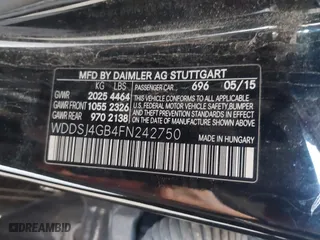 MFD BY DAIMLER AG STUTTGART
KG LBS PASSENGER CAR 696 05/15
GVWR 2025 4464 THIS VEHICLE CONFORMS TO ALL APPLICABLE
GAWR FRONT 1055 2326 U.S. FEDERAL MOTOR VEHICLE SAFETY, BUMPER
GAWR REAR 970 2138 AND THEFT PREVENTION STANDARDS IN EFFECT
ON THE DATE OF MANUFACTURE SHOWN ABOVE.
WDDSJ4GB4FN242750
MADE IN HUNGARY
DREAMBID